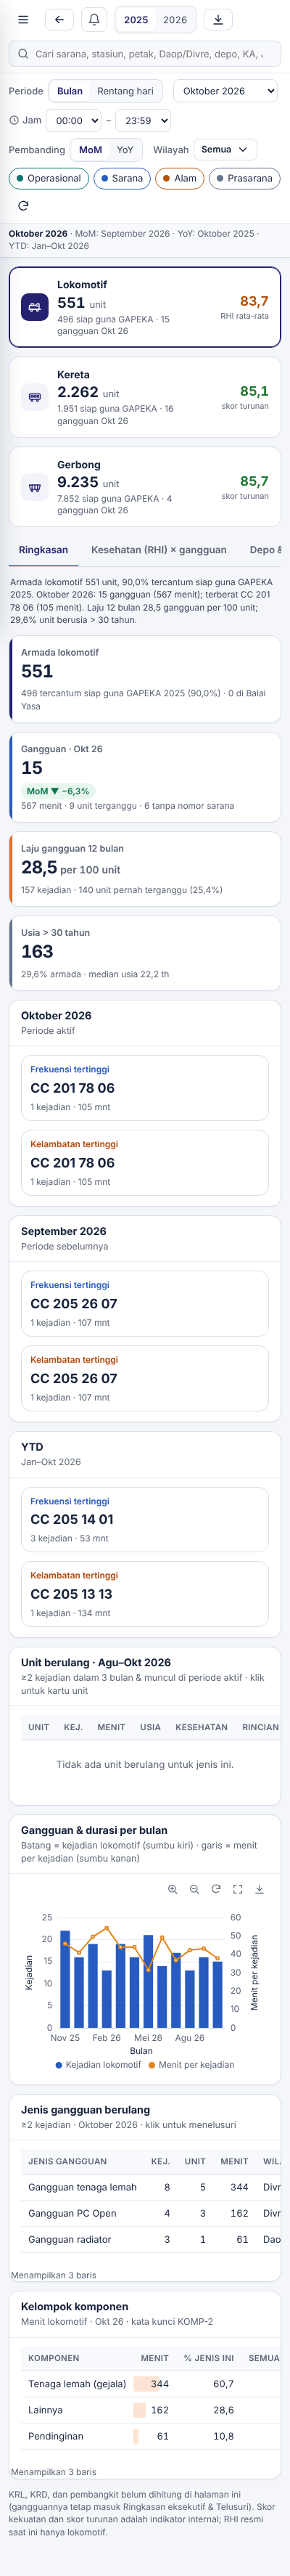 2025 2026
Cari sarana, stasiun, petak, Daop/Divre, depo, KA,
Periode Bulan Rentang hari Oktober 2026
Jam 00:00 – 23:59
Pembanding MoM YoY Wilayah Semua
Operasional Sarana Alam Prasarana
Oktober 2026 · MoM: September 2026 · YoY: Oktober 2025 ·
YTD: Jan–Okt 2026
Lokomotif
551 unit
496 siap guna GAPEKA · 15
gangguan Okt 26
83,7
RHI rata-rata
Kereta
2.262 unit
1.951 siap guna GAPEKA · 16
gangguan Okt 26
85,1
skor turunan
Gerbong
9.235 unit
7.852 siap guna GAPEKA · 4
gangguan Okt 26
85,7
skor turunan
Ringkasan Kesehatan (RHI) × gangguan Depo &
Armada lokomotif 551 unit, 90,0% tercantum siap guna GAPEKA
2025. Oktober 2026: 15 gangguan (567 menit); terberat CC 201
78 06 (105 menit). Laju 12 bulan 28,5 gangguan per 100 unit;
29,6% unit berusia > 30 tahun.
Armada lokomotif
551
496 tercantum siap guna GAPEKA 2025 (90,0%) · 0 di Balai
Yasa
Gangguan · Okt 26
15
MoM ▼ −6,3%
567 menit · 9 unit terganggu · 6 tanpa nomor sarana
Laju gangguan 12 bulan
28,5 per 100 unit
157 kejadian · 140 unit pernah terganggu (25,4%)
Usia > 30 tahun
163
29,6% armada · median usia 22,2 th
Oktober 2026
Periode aktif
Frekuensi tertinggi
CC 201 78 06
1 kejadian · 105 mnt
Kelambatan tertinggi
CC 201 78 06
1 kejadian · 105 mnt
September 2026
Periode sebelumnya
Frekuensi tertinggi
CC 205 26 07
1 kejadian · 107 mnt
Kelambatan tertinggi
CC 205 26 07
1 kejadian · 107 mnt
YTD
Jan–Okt 2026
Frekuensi tertinggi
CC 205 14 01
3 kejadian · 53 mnt
Kelambatan tertinggi
CC 205 13 13
1 kejadian · 134 mnt
Unit berulang · Agu–Okt 2026
≥2 kejadian dalam 3 bulan & muncul di periode aktif · klik
untuk kartu unit
UNIT KEJ. MENIT USIA KESEHATAN RINCIAN
Tidak ada unit berulang untuk jenis ini.
Gangguan & durasi per bulan
Batang = kejadian lokomotif (sumbu kiri) · garis = menit
per kejadian (sumbu kanan)
25 60
20 50
15 40
10 30
5 20
0 10
0
Kejadian
Menit per kejadian
Nov 25 Feb 26 Mei 26 Agu 26
Bulan
Kejadian lokomotif Menit per kejadian
Jenis gangguan berulang
≥2 kejadian · Oktober 2026 · klik untuk menelusuri
JENIS GANGGUAN KEJ. UNIT MENIT WIL.
Gangguan tenaga lemah 8 5 344 Divr
Gangguan PC Open 4 3 162 Divr
Gangguan radiator 3 1 61 Dao
Menampilkan 3 baris
Kelompok komponen
Menit lokomotif · Okt 26 · kata kunci KOMP-2
KOMPONEN MENIT % JENIS INI SEMUA
Tenaga lemah (gejala) 344 60,7
Lainnya 162 28,6
Pendinginan 61 10,8
Menampilkan 3 baris
KRL, KRD, dan pembangkit belum dihitung di halaman ini
(gangguannya tetap masuk Ringkasan eksekutif & Telusuri). Skor
kekuatan dan skor turunan adalah indikator internal; RHI resmi
saat ini hanya lokomotif.